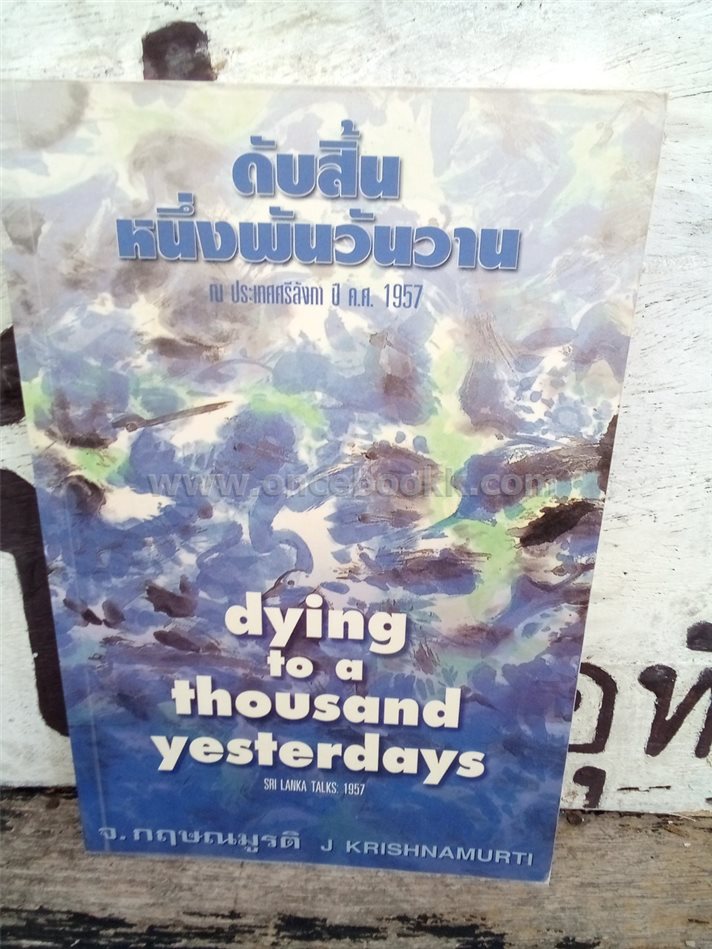 ดับสิ้น
หนึ่งพันวันวาน
ณ ประเทศศรีลังกา ปี ค.ศ. 1957
www.oncebookk.com
dying
to a
thousand
yesterdays
SRI LANKA TALKS: 1957
จ. กฤษณมูรติ J KRISHNAMURTI